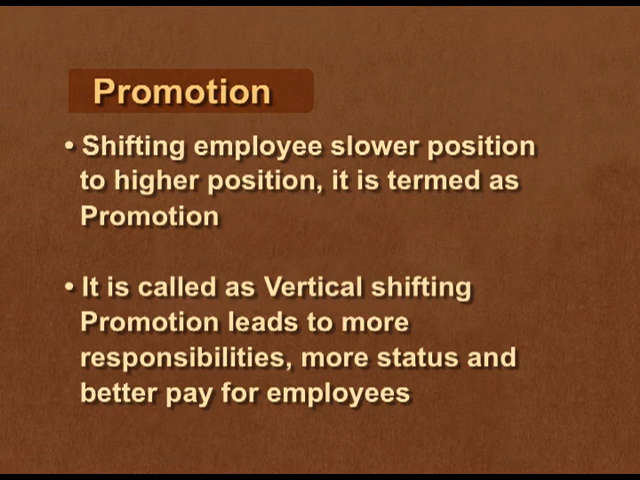 Promotion
• Shifting employee slower position
to higher position, it is termed as
Promotion
• It is called as Vertical shifting
Promotion leads to more
responsibilities, more status and
better pay for employees